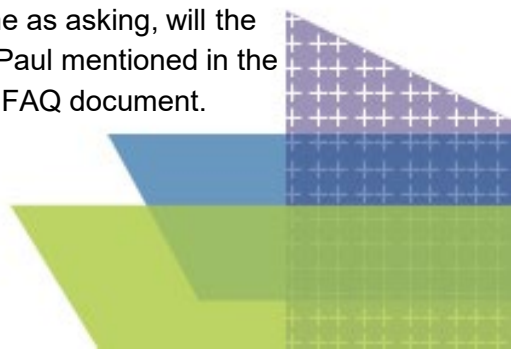 as asking, will the
Paul mentioned in the
FAQ document.